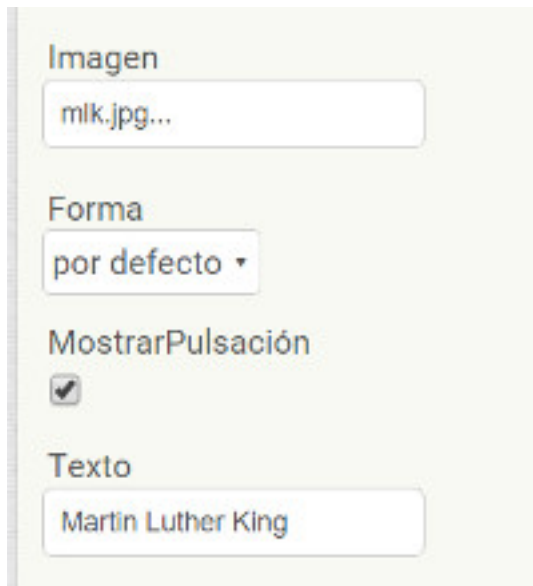 Imagen
mlk.jpg...
Forma
por defecto
MostrarPulsación
Texto
Martin Luther King